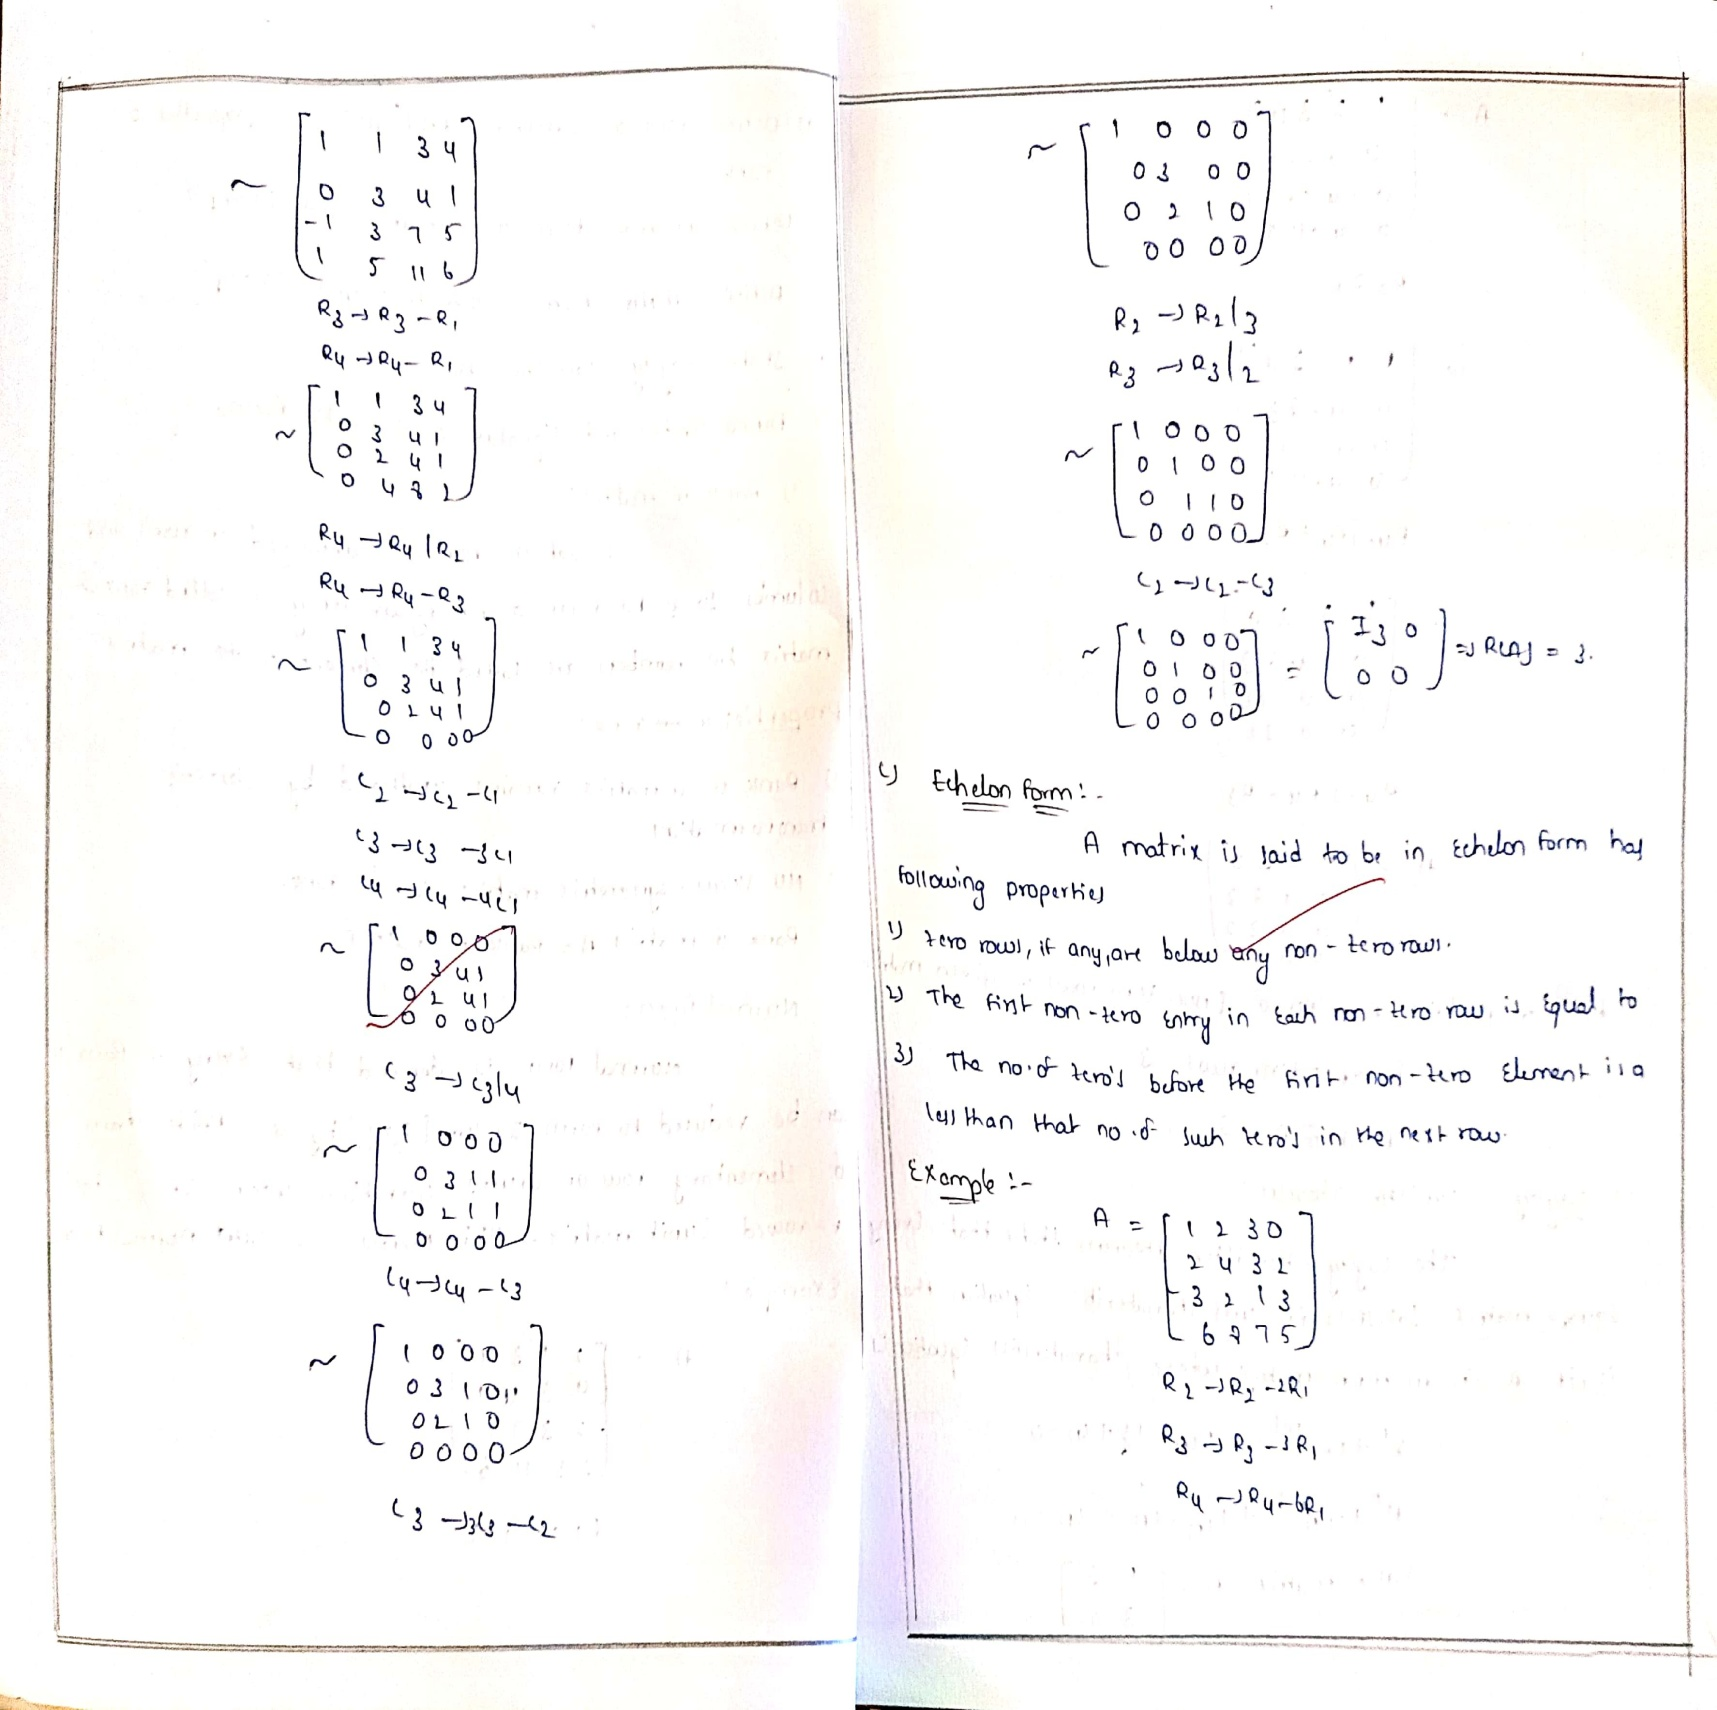 ~ [ 1 1 3 4
0 3 4 1
-1 3 7 5
1 5 11 6 ]
R3 → R3 - R1
R4 → R4 - R1
~ [ 1 1 3 4
0 3 4 1
0 2 4 1
0 4 8 2 ]
R4 → R4 / R2
R4 → R4 - R3
~ [ 1 1 3 4
0 3 4 1
0 2 4 1
0 0 0 0 ]
C2 → C2 - C1
C3 → C3 - 3C1
C4 → C4 - 4C1
~ [ 1 0 0 0
0 3 4 1
0 2 4 1
0 0 0 0 ]
C3 → C3/4
~ [ 1 0 0 0
0 3 1 1
0 2 1 1
0 0 0 0 ]
C4 → C4 - C3
~ [ 1 0 0 0
0 3 1 0
0 2 1 0
0 0 0 0 ]
C3 → 3C3 - C2
~ [ 1 0 0 0
0 3 0 0
0 2 1 0
0 0 0 0 ]
R2 → R2/3
R3 → R3/2
~ [ 1 0 0 0
0 1 0 0
0 1 1 0
0 0 0 0 ]
C2 → C2 - C3
~ [ 1 0 0 0
0 1 0 0
0 0 1 0
0 0 0 0 ] = [ I3 0
0 0 ] ⇒ R(A) = 3.
c) Echelon form:-
A matrix is said to be in Echelon form has
following properties
1) zero rows, if any, are below any non-zero rows.
2) The first non-zero entry in each non-zero row is Equal to
3) The no.of zero's before the first non-zero Element is a
less than that no.of such zero's in the next row.
Example :-
A = [ 1 2 3 0
2 4 3 2
3 2 1 3
6 8 7 5 ]
R2 → R2 - 2R1
R3 → R3 - 3R1
R4 → R4 - 6R1